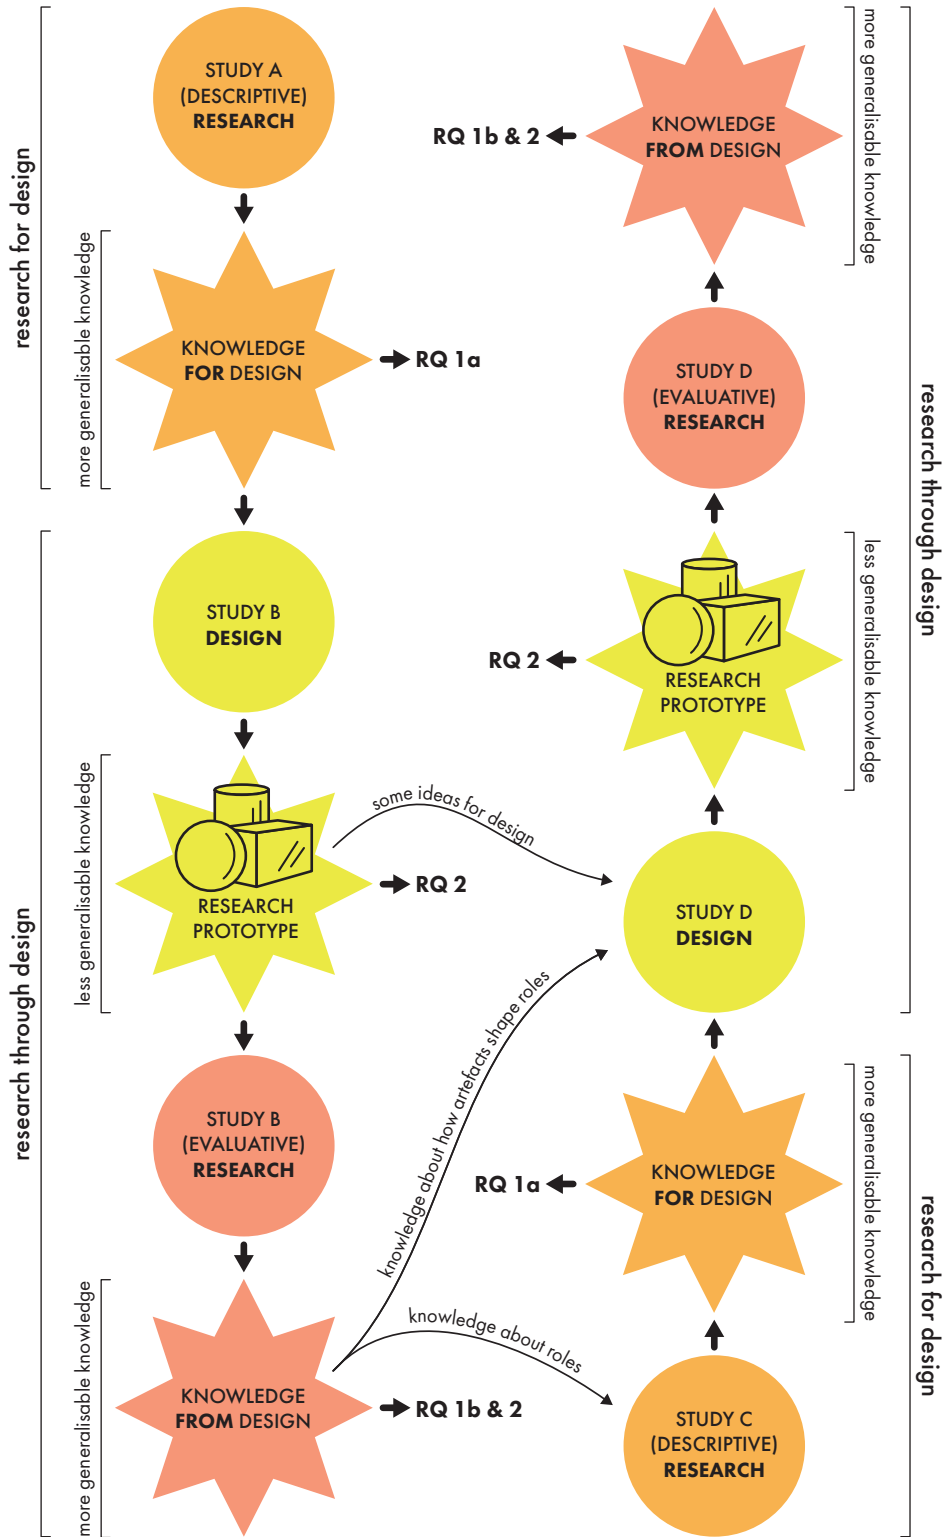 research for design
STUDY A
(DESCRIPTIVE)
RESEARCH
more generalisable knowledge
KNOWLEDGE
FOR DESIGN
RQ 1a
research through design
STUDY B
DESIGN
less generalisable knowledge
RESEARCH
PROTOTYPE
RQ 2
some ideas for design
STUDY B
(EVALUATIVE)
RESEARCH
more generalisable knowledge
KNOWLEDGE
FROM DESIGN
RQ 1b & 2
knowledge about how artefacts shape roles
knowledge about roles
more generalisable knowledge
KNOWLEDGE
FROM DESIGN
RQ 1b & 2
STUDY D
(EVALUATIVE)
RESEARCH
research through design
less generalisable knowledge
RESEARCH
PROTOTYPE
RQ 2
STUDY D
DESIGN
more generalisable knowledge
KNOWLEDGE
FOR DESIGN
RQ 1a
research for design
STUDY C
(DESCRIPTIVE)
RESEARCH